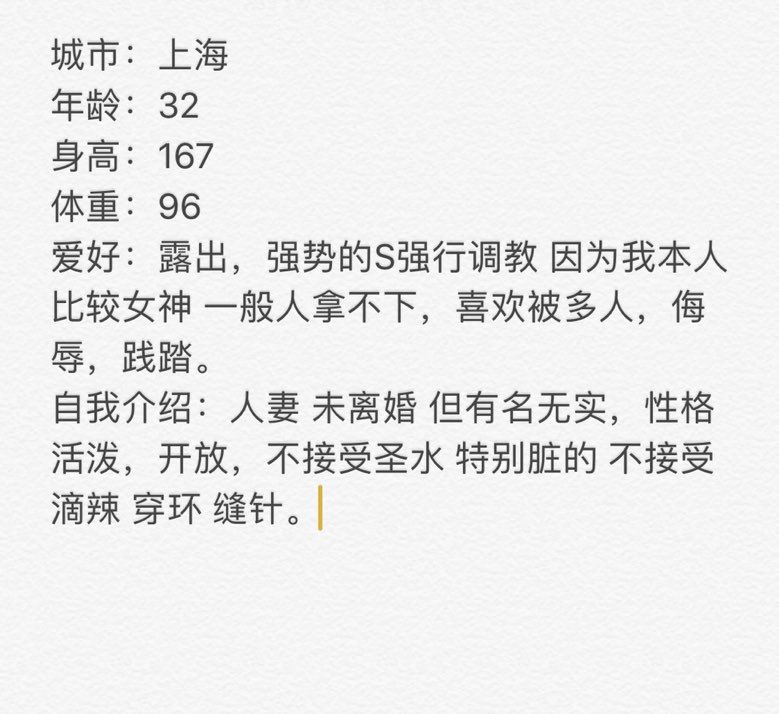 城市：上海
年龄：32
身高：167
体重：96
爱好：露出，强势的S强行调教 因为我本人
比较女神 一般人拿不下，喜欢被多人，侮
辱，践踏。
自我介绍：人妻 未离婚 但有名无实，性格
活泼，开放，不接受圣水 特别脏的 不接受
滴辣 穿环 缝针。